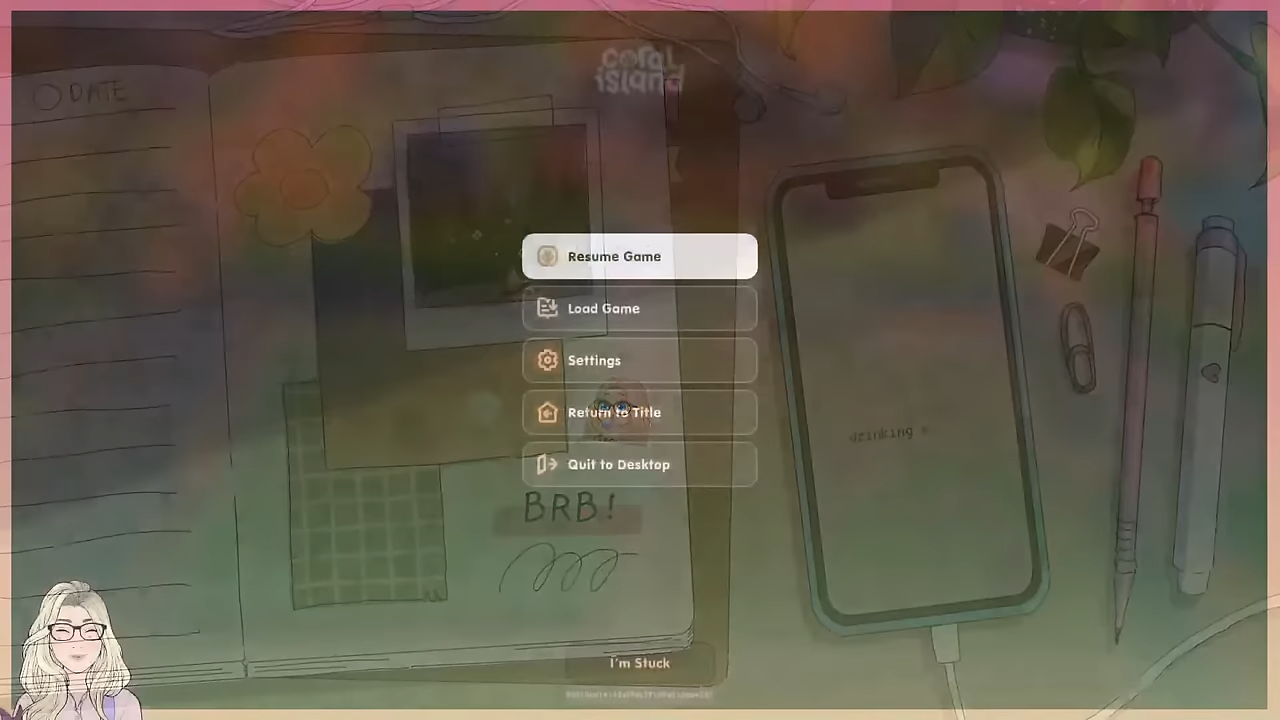 coral
island
DATE
Resume Game
Load Game
Settings
Return to Title
Quit to Desktop
drinking
BRB!
I'm Stuck